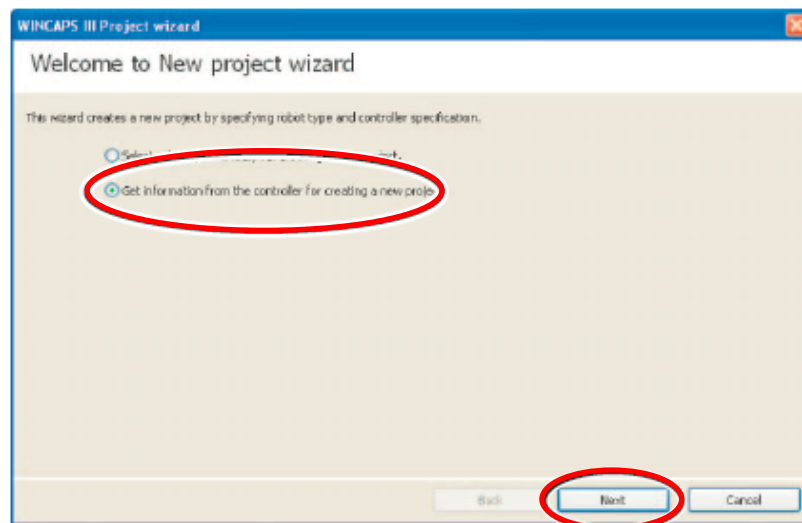 WINCAPS III Project wizard
Welcome to New project wizard
This wizard creates a new project by specifying robot type and controller specification.
Get information from the controller for creating a new
Back Next Cancel